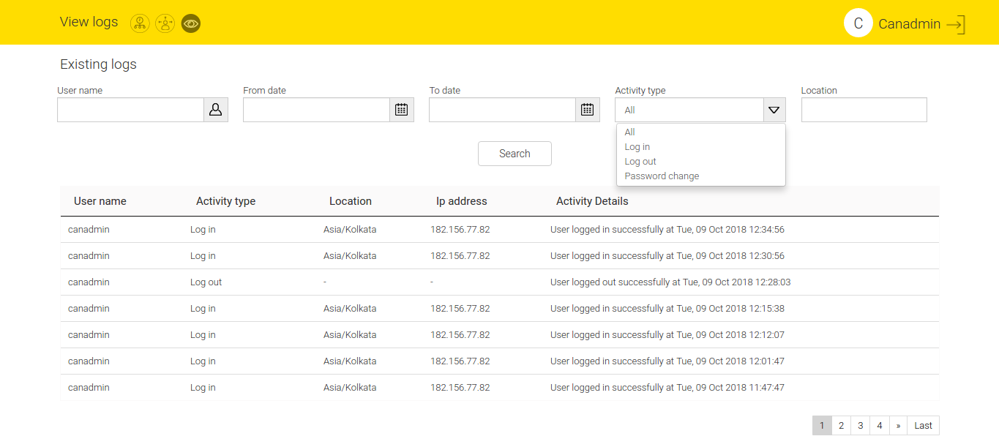 View logs
C Canadmin
Existing logs
User name From date To date Activity type Location
All
All
Log in
Log out
Password change
Search
User name Activity type Location Ip address Activity Details
canadmin Log in Asia/Kolkata 182.156.77.82 User logged in successfully at Tue, 09 Oct 2018 12:34:56
canadmin Log in Asia/Kolkata 182.156.77.82 User logged in successfully at Tue, 09 Oct 2018 12:30:56
canadmin Log out - - User logged out successfully at Tue, 09 Oct 2018 12:28:03
canadmin Log in Asia/Kolkata 182.156.77.82 User logged in successfully at Tue, 09 Oct 2018 12:15:38
canadmin Log in Asia/Kolkata 182.156.77.82 User logged in successfully at Tue, 09 Oct 2018 12:12:07
canadmin Log in Asia/Kolkata 182.156.77.82 User logged in successfully at Tue, 09 Oct 2018 12:01:47
canadmin Log in Asia/Kolkata 182.156.77.82 User logged in successfully at Tue, 09 Oct 2018 11:47:47
1 2 3 4 » Last